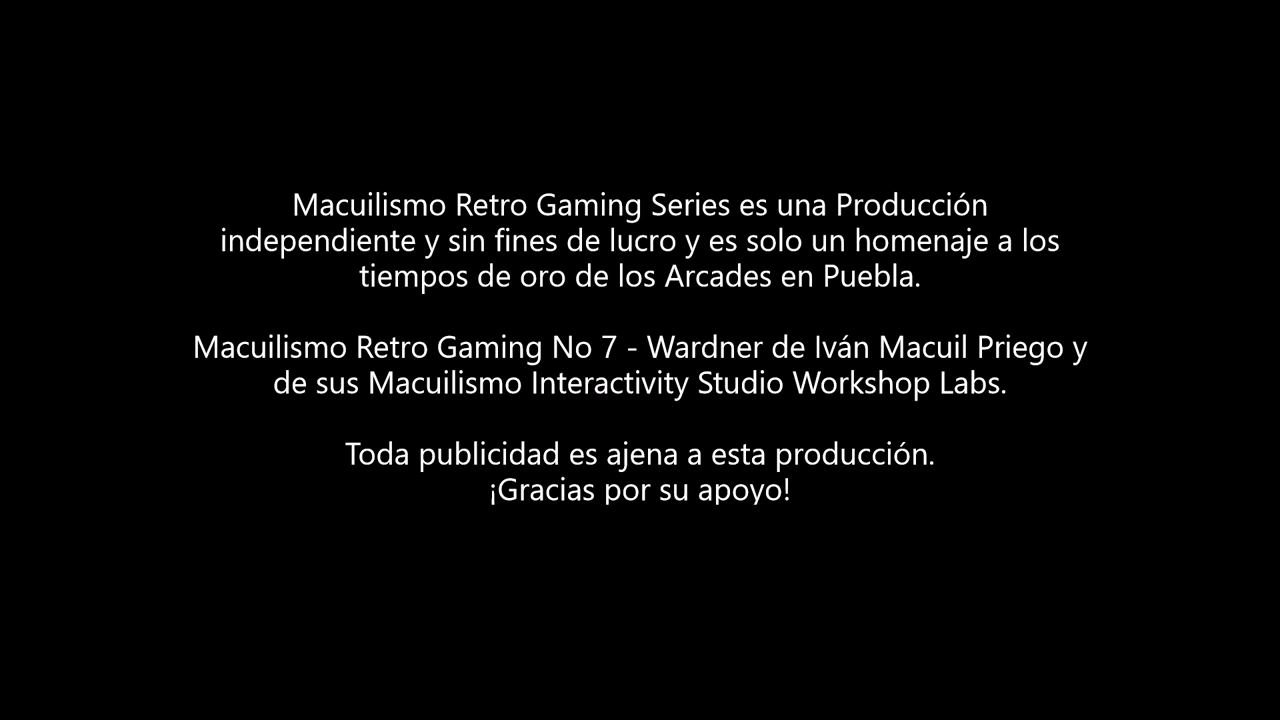 Macuilismo Retro Gaming Series es una Producción
independiente y sin fines de lucro y es solo un homenaje a los
tiempos de oro de los Arcades en Puebla.
Macuilismo Retro Gaming No 7 - Wardner de Iván Macuil Priego y
de sus Macuilismo Interactivity Studio Workshop Labs.
Toda publicidad es ajena a esta producción.
¡Gracias por su apoyo!